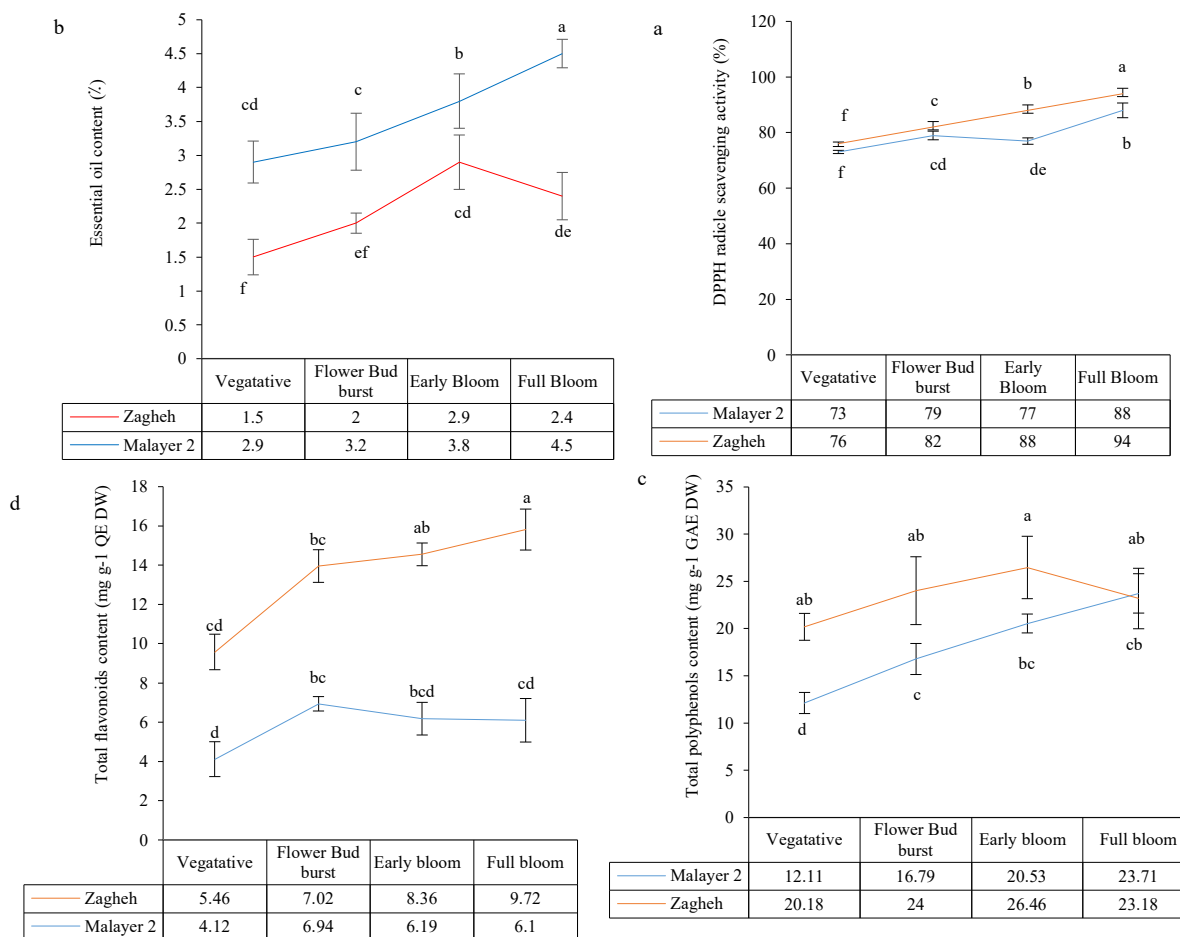 b
Essential oil content (٪)
5
4.5
4
3.5
3
2.5
2
1.5
1
0.5
0
cd
c
b
a
f
ef
cd
de
Vegatative Flower Bud burst Early Bloom Full Bloom
Zagheh 1.5 2 2.9 2.4
Malayer 2 2.9 3.2 3.8 4.5
a
DPPH radicle scavenging activity (%)
120
100
80
60
40
20
0
f
c
b
a
f
cd
de
b
Vegatative Flower Bud burst Early Bloom Full Bloom
Malayer 2 73 79 77 88
Zagheh 76 82 88 94
d
Total flavonoids content (mg g-1 QE DW)
18
16
14
12
10
8
6
4
2
0
cd
bc
ab
a
d
bc
bcd
cd
Vegatative Flower Bud burst Early bloom Full bloom
Zagheh 5.46 7.02 8.36 9.72
Malayer 2 4.12 6.94 6.19 6.1
c
Total polyphenols content (mg g-1 GAE DW)
35
30
25
20
15
10
5
0
ab
ab
a
ab
d
c
bc
cb
Vegatative Flower Bud burst Early bloom Full bloom
Malayer 2 12.11 16.79 20.53 23.71
Zagheh 20.18 24 26.46 23.18